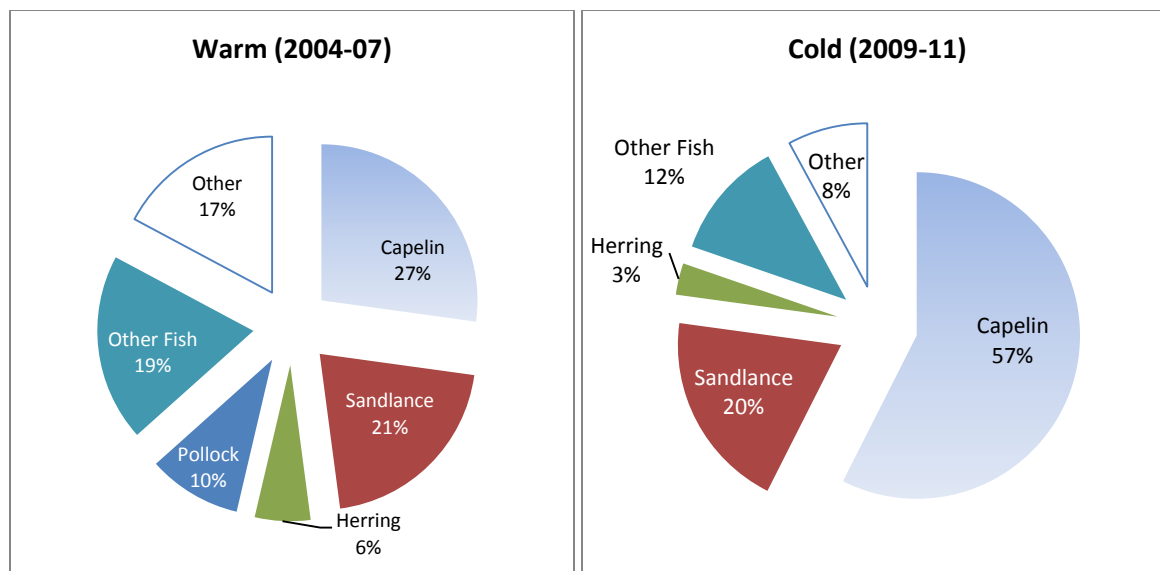 Warm (2004-07)
Other
17%
Capelin
27%
Other Fish
19%
Sandlance
21%
Pollock
10%
Herring
6%
Cold (2009-11)
Other Fish
12%
Other
8%
Herring
3%
Capelin
57%
Sandlance
20%